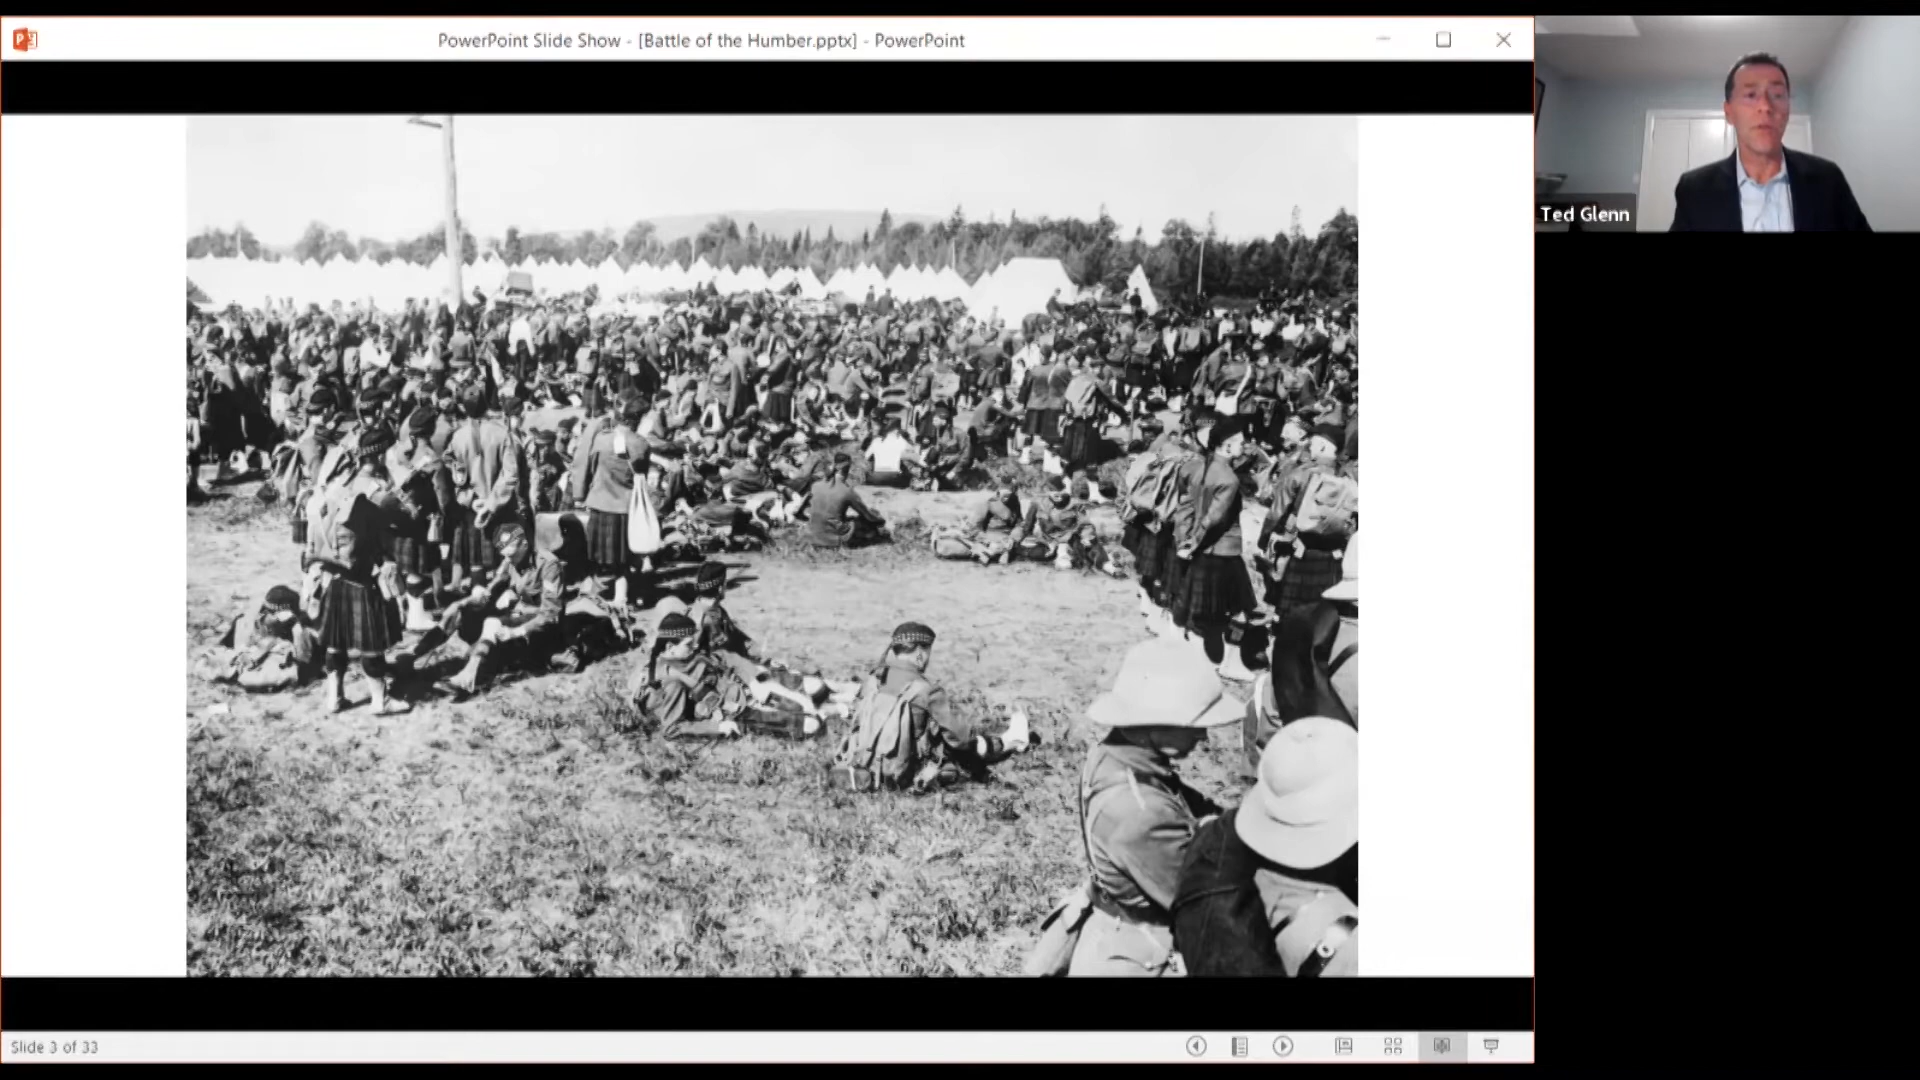 PowerPoint Slide Show - [Battle of the Humber.pptx] - PowerPoint
Ted Glenn
Slide 3 of 33